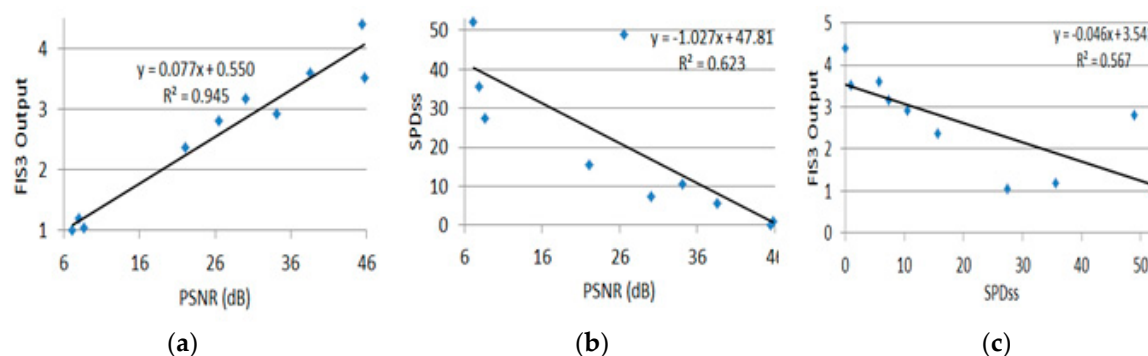 4
3
2
1
FIS3 Output
y = 0.077x + 0.550
R² = 0.945
6 16 26 36 46
PSNR (dB)
(a)
50
40
30
20
10
0
SPDss
y = -1.027x + 47.81
R² = 0.623
6 16 26 36
PSNR (dB)
(b)
5
4
3
2
1
0
FIS3 Output
y = -0.046x + 3.54
R² = 0.567
0 10 20 30 40 50
SPDss
(c)